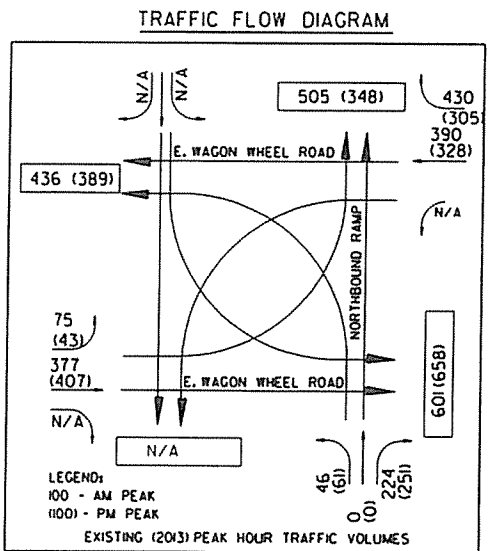 TRAFFIC FLOW DIAGRAM
N/A
N/A
505 (348)
430
(305)
390
(328)
E. WAGON WHEEL ROAD
436 (389)
N/A
NORTHBOUND RAMP
75
(43)
377
(407)
E. WAGON WHEEL ROAD
601 (658)
N/A
N/A
46
(61)
0
(0)
224
(251)
LEGEND:
100 - AM PEAK
(100) - PM PEAK
EXISTING (2013) PEAK HOUR TRAFFIC VOLUMES